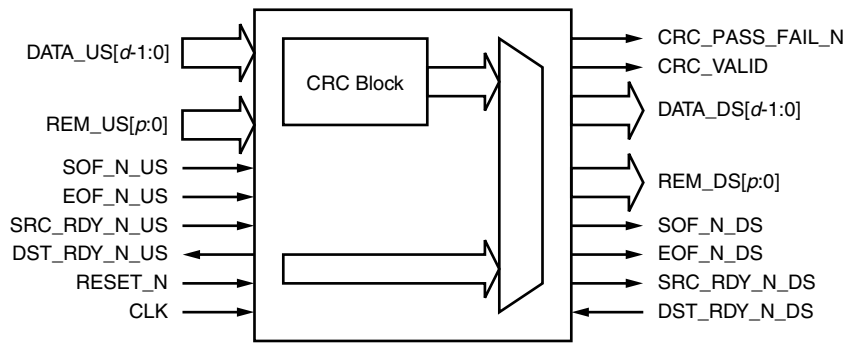 DATA_US[d-1:0]
REM_US[p:0]
SOF_N_US
EOF_N_US
SRC_RDY_N_US
DST_RDY_N_US
RESET_N
CLK
CRC Block
CRC_PASS_FAIL_N
CRC_VALID
DATA_DS[d-1:0]
REM_DS[p:0]
SOF_N_DS
EOF_N_DS
SRC_RDY_N_DS
DST_RDY_N_DS